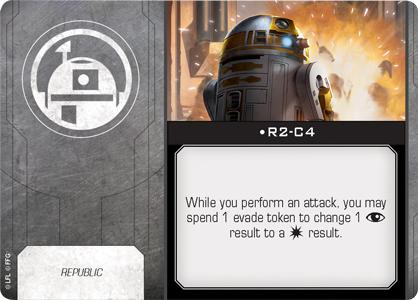 • R2-C4
While you perform an attack, you may
spend 1 evade token to change 1
result to a result.
REPUBLIC
© LFL © FFG